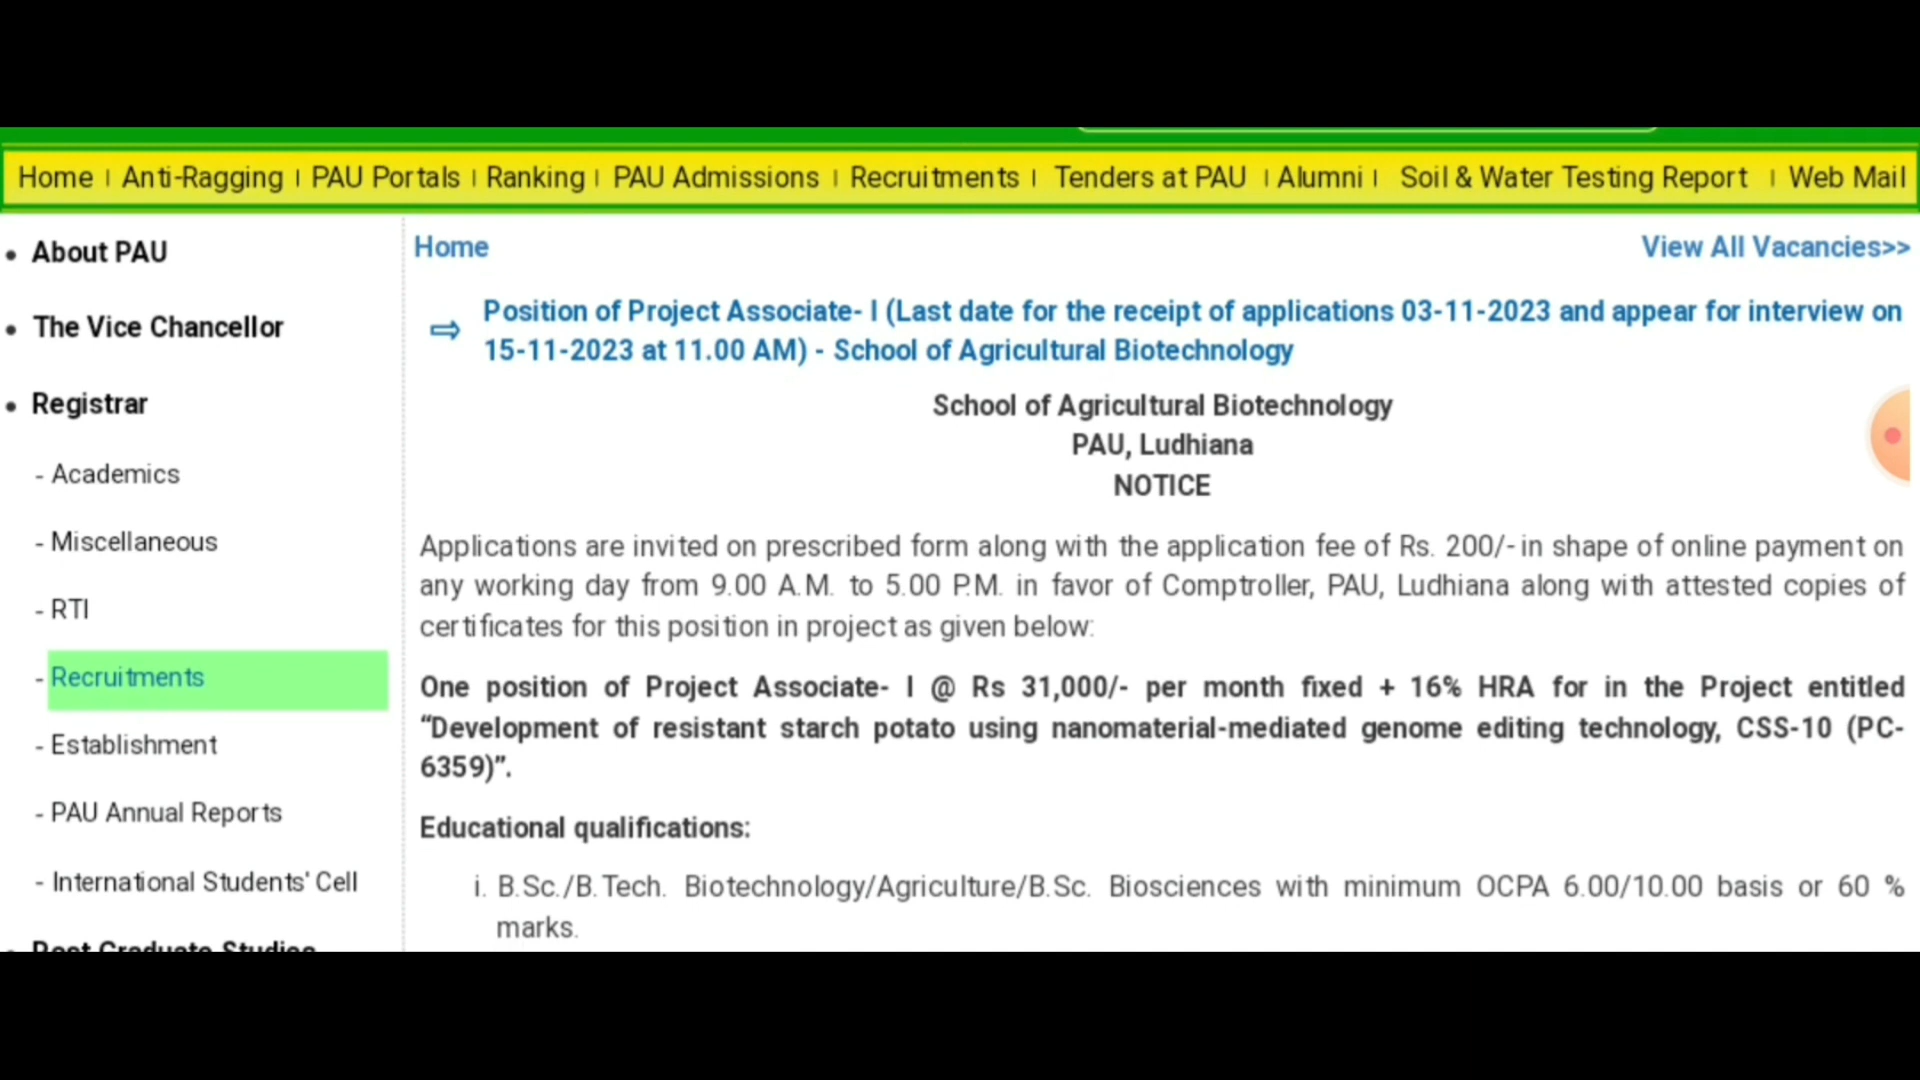 Home | Anti-Ragging | PAU Portals | Ranking | PAU Admissions | Recruitments | Tenders at PAU | Alumni | Soil & Water Testing Report | Web Mail
• About PAU
• The Vice Chancellor
• Registrar
- Academics
- Miscellaneous
- RTI
- Recruitments
- Establishment
- PAU Annual Reports
- International Students' Cell
Post Graduate Studies
Home
View All Vacancies>>
⇨ Position of Project Associate- I (Last date for the receipt of applications 03-11-2023 and appear for interview on
15-11-2023 at 11.00 AM) - School of Agricultural Biotechnology
School of Agricultural Biotechnology
PAU, Ludhiana
NOTICE
Applications are invited on prescribed form along with the application fee of Rs. 200/- in shape of online payment on
any working day from 9.00 A.M. to 5.00 P.M. in favor of Comptroller, PAU, Ludhiana along with attested copies of
certificates for this position in project as given below:
One position of Project Associate- I @ Rs 31,000/- per month fixed + 16% HRA for in the Project entitled
“Development of resistant starch potato using nanomaterial-mediated genome editing technology, CSS-10 (PC-
6359)”.
Educational qualifications:
i. B.Sc./B.Tech. Biotechnology/Agriculture/B.Sc. Biosciences with minimum OCPA 6.00/10.00 basis or 60 %
marks.